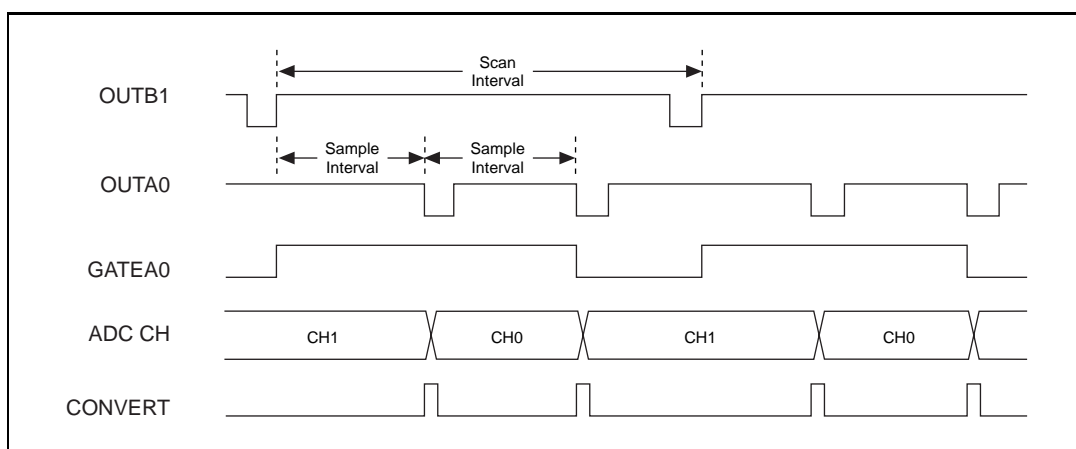 Scan
Interval
OUTB1
Sample
Interval
Sample
Interval
OUTA0
GATEA0
ADC CH
CH1
CH0
CH1
CH0
CONVERT